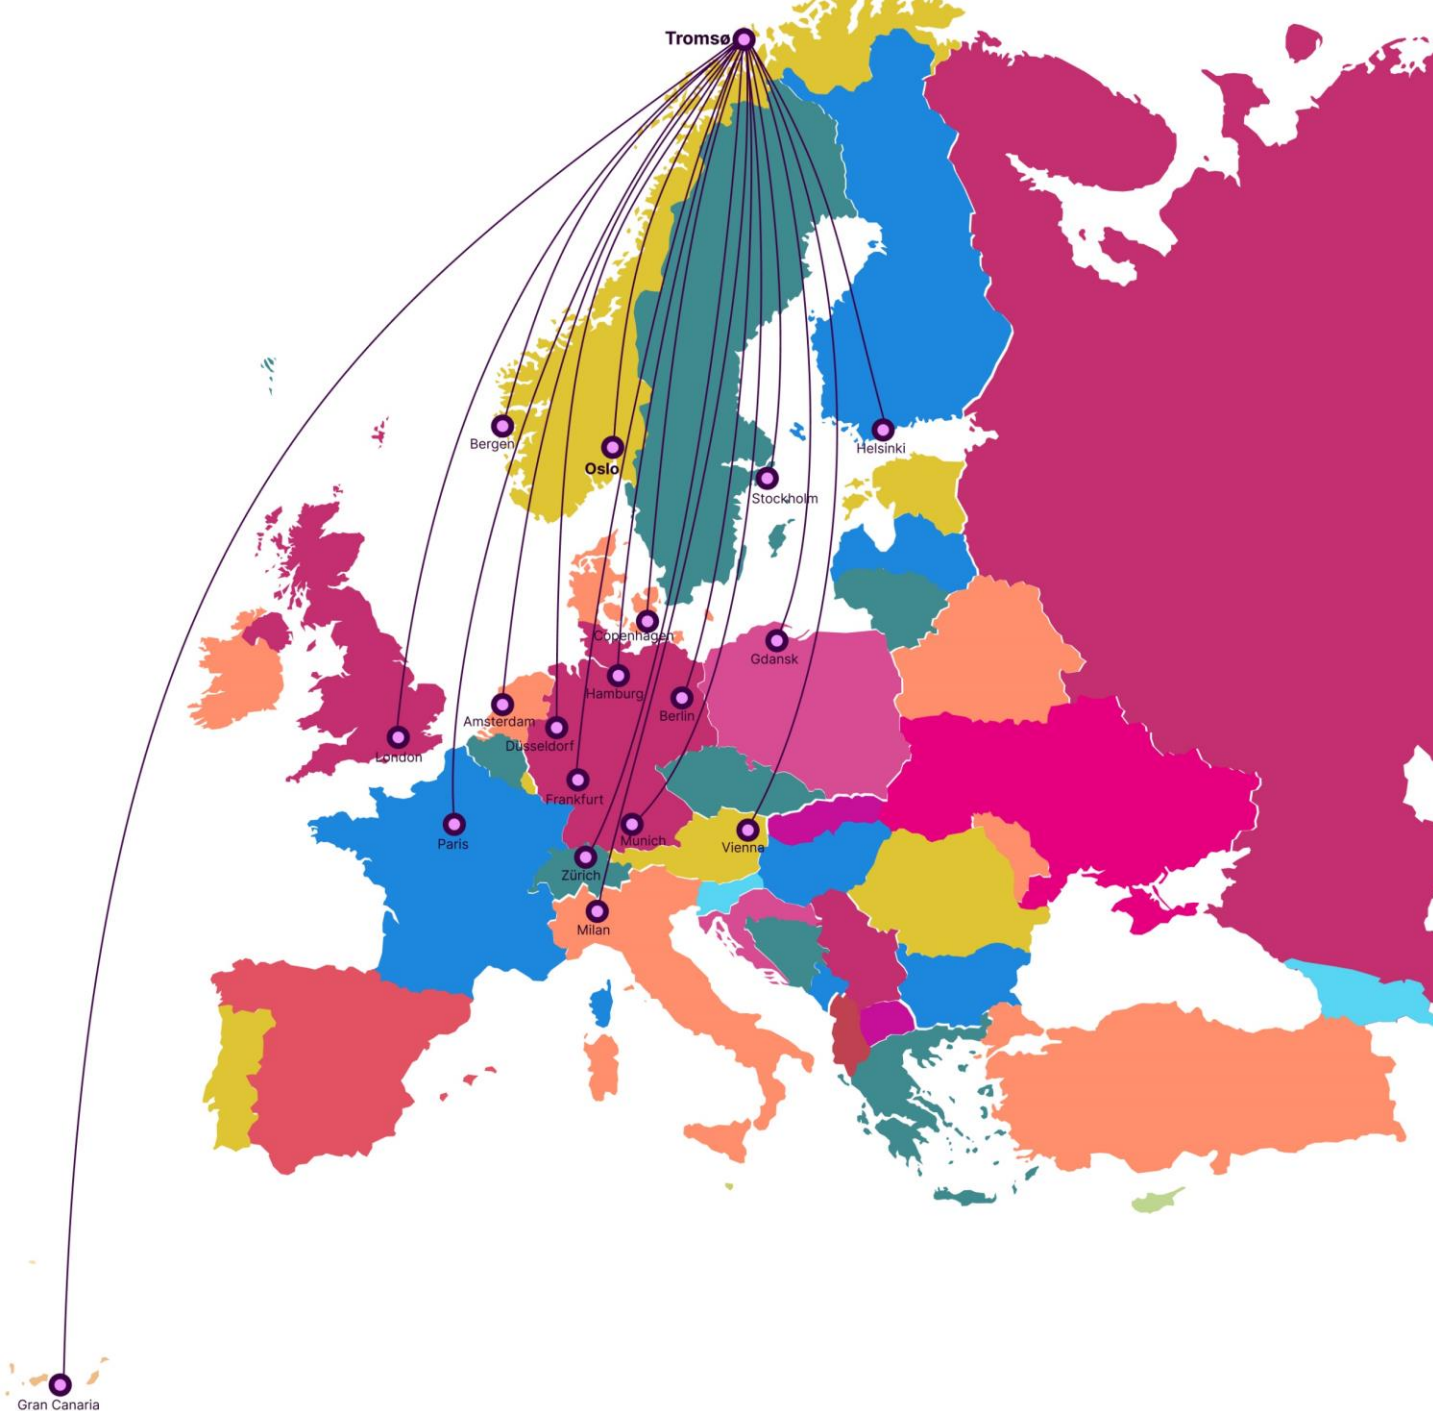 Tromsø
Bergen
Oslo
Helsinki
Stockholm
Copenhagen
Gdansk
Hamburg
Berlin
Amsterdam
Düsseldorf
London
Frankfurt
Paris
Munich
Vienna
Zürich
Milan
Gran Canaria